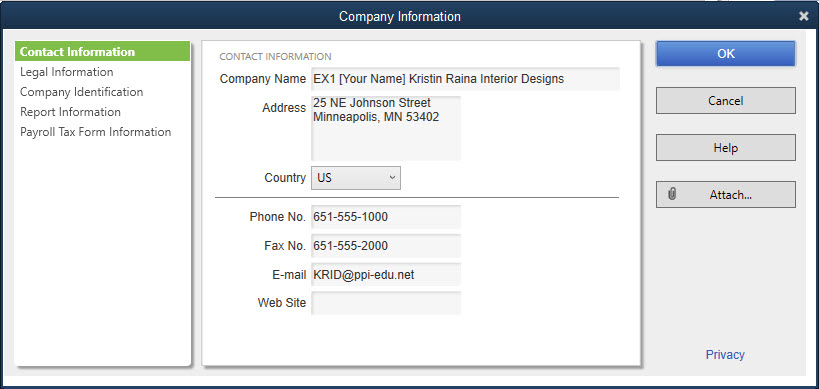 Company Information
Contact Information
Legal Information
Company Identification
Report Information
Payroll Tax Form Information
CONTACT INFORMATION
Company Name EX1 [Your Name] Kristin Raina Interior Designs
Address 25 NE Johnson Street
Minneapolis, MN 53402
Country US
Phone No. 651-555-1000
Fax No. 651-555-2000
E-mail KRID@ppi-edu.net
Web Site
OK
Cancel
Help
Attach...
Privacy